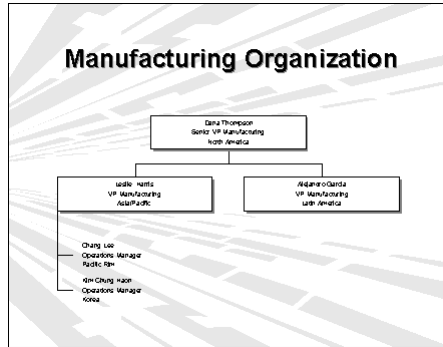 Manufacturing Organization
Dana Thompson
Senior VP Manufacturing
North America
Leslie Harris
VP Manufacturing
Asia/Pacific
Alejandro Garcia
VP Manufacturing
Latin America
Chang Lee
Operations Manager
Pacific Rim
Kim Chung
Operations Manager
Korea